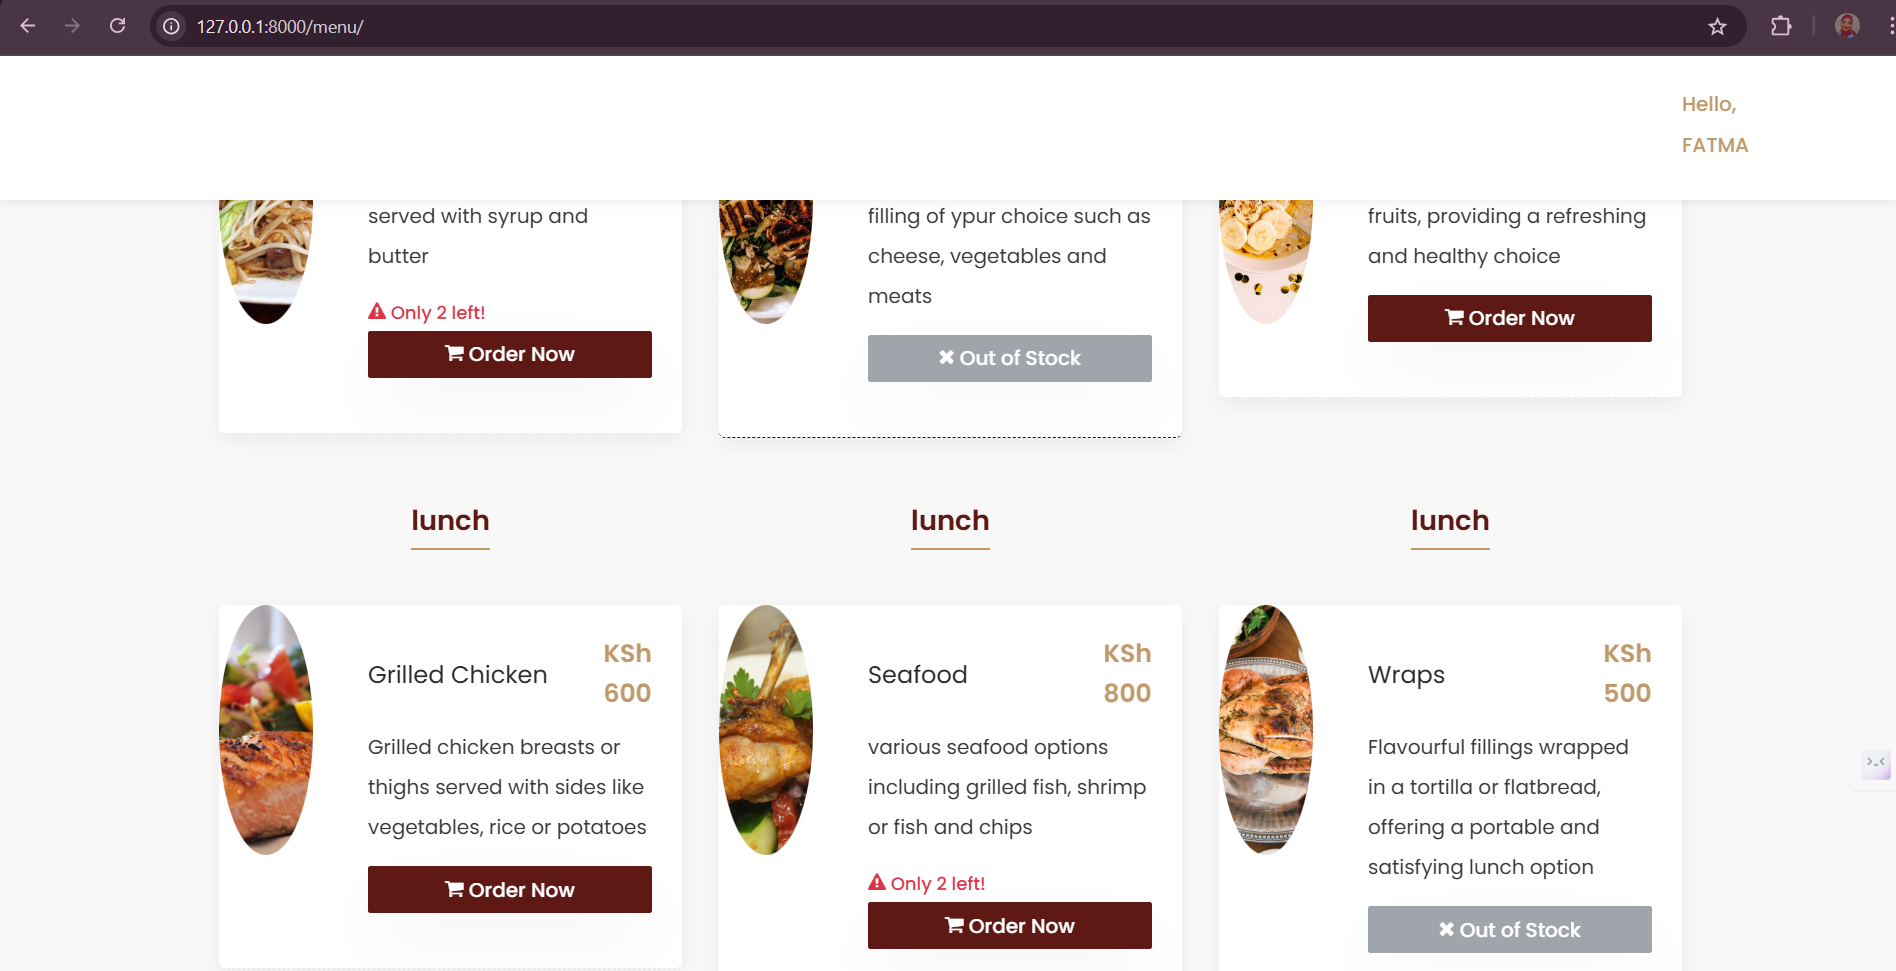 127.0.0.1:8000/menu/
Hello,
FATMA
served with syrup and
butter
Only 2 left!
Order Now
filling of ypur choice such as
cheese, vegetables and
meats
Out of Stock
fruits, providing a refreshing
and healthy choice
Order Now
lunch
lunch
lunch
Grilled Chicken
KSh
600
Grilled chicken breasts or
thighs served with sides like
vegetables, rice or potatoes
Order Now
Seafood
KSh
800
various seafood options
including grilled fish, shrimp
or fish and chips
Only 2 left!
Order Now
Wraps
KSh
500
Flavourful fillings wrapped
in a tortilla or flatbread,
offering a portable and
satisfying lunch option
Out of Stock